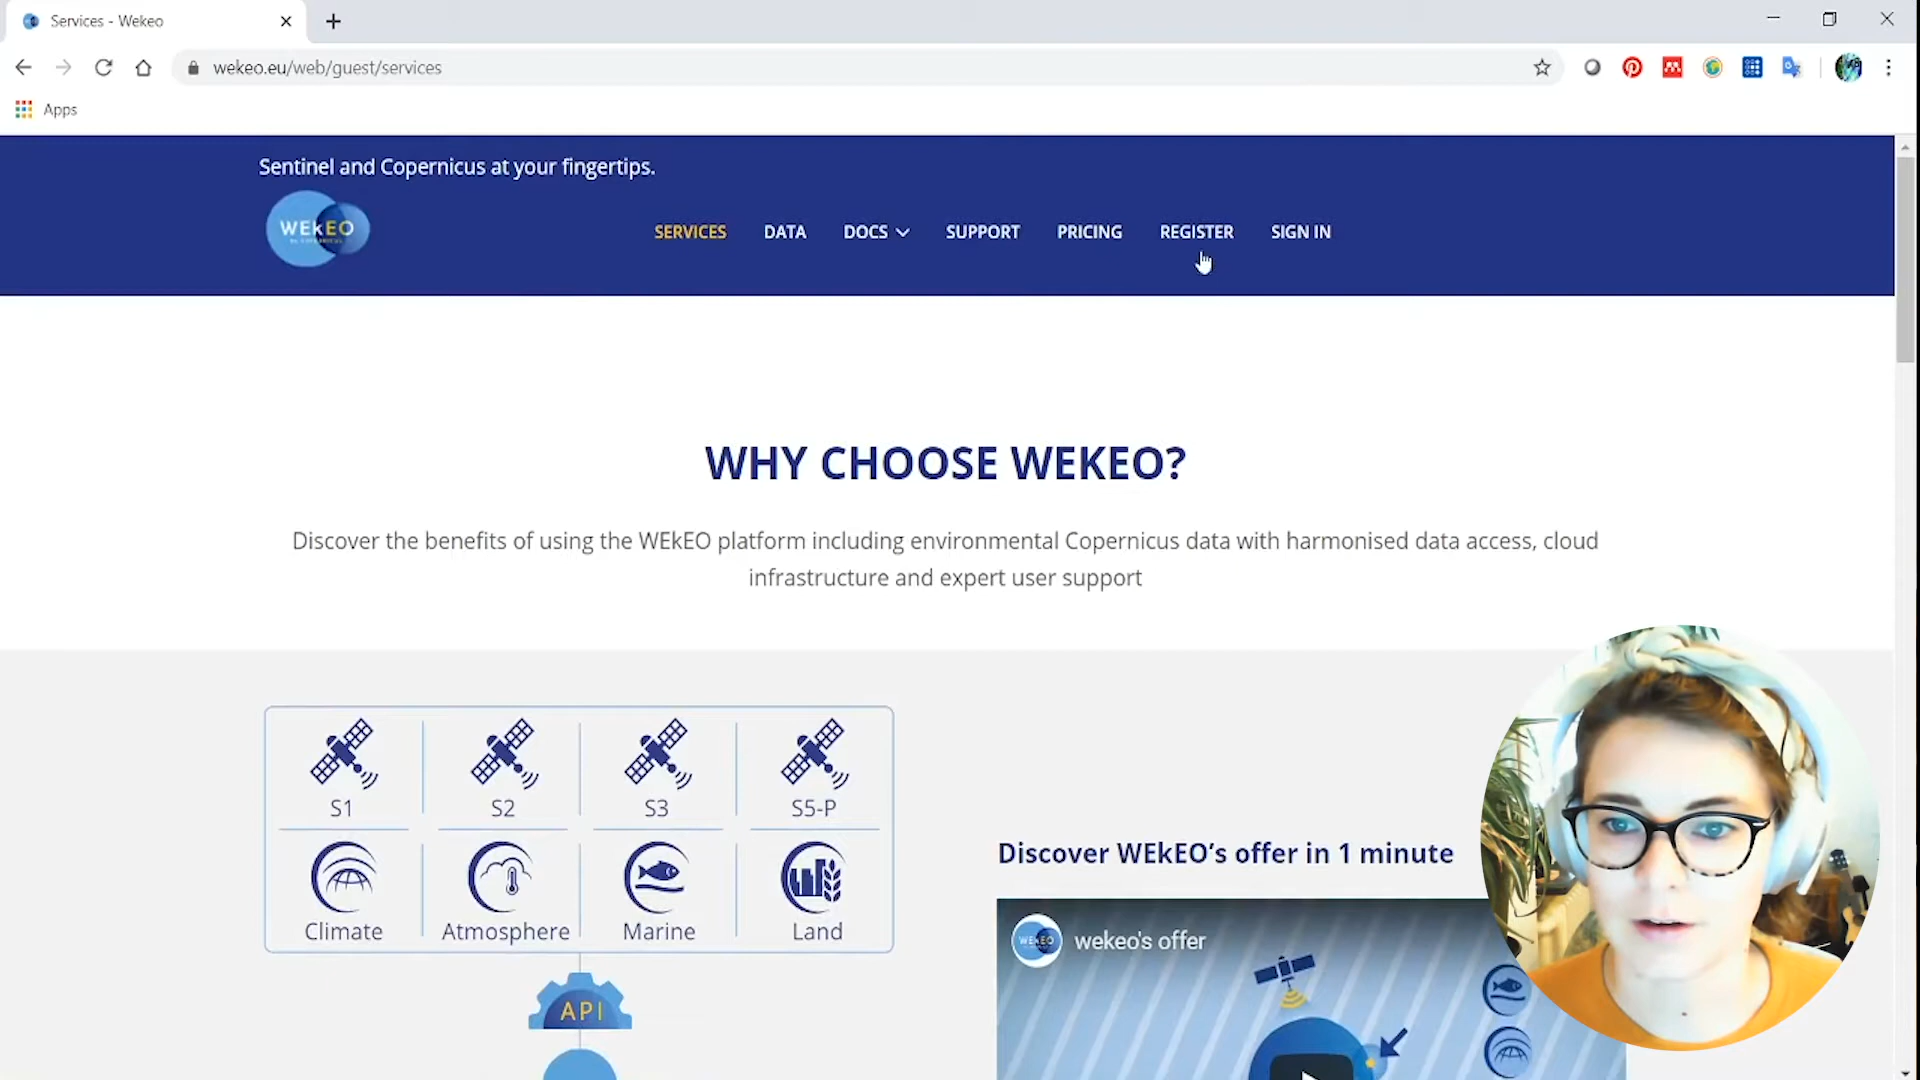 Services - Wekeo
wekeo.eu/web/guest/services
Apps
Sentinel and Copernicus at your fingertips.
WEkEO
SERVICES DATA DOCS SUPPORT PRICING REGISTER SIGN IN
WHY CHOOSE WEKEO?
Discover the benefits of using the WEkEO platform including environmental Copernicus data with harmonised data access, cloud
infrastructure and expert user support
S1 S2 S3 S5-P
Climate Atmosphere Marine Land
API
Discover WEkEO’s offer in 1 minute
WEkEO
wekeo's offer